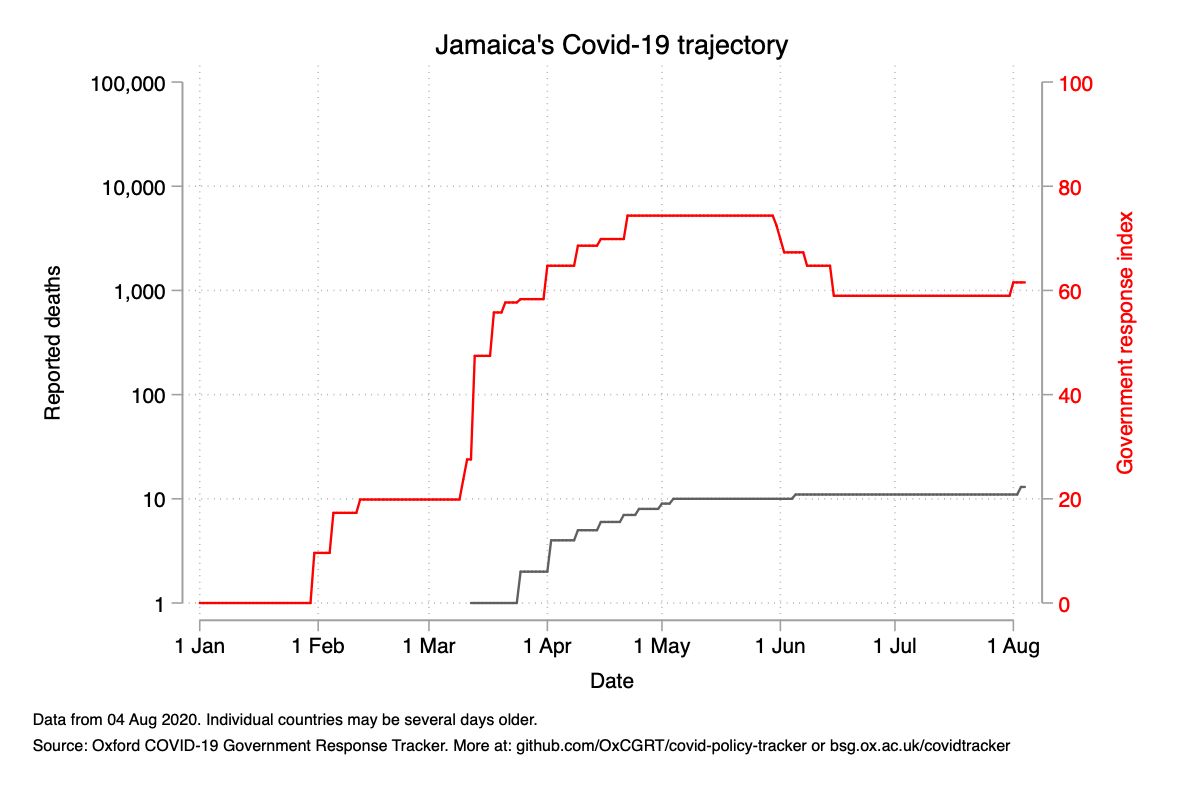 Jamaica's Covid-19 trajectory
100,000
10,000
1,000
100
10
1
Reported deaths
100
80
60
40
20
0
Government response index
1 Jan 1 Feb 1 Mar 1 Apr 1 May 1 Jun 1 Jul 1 Aug
Date
Data from 04 Aug 2020. Individual countries may be several days older.
Source: Oxford COVID-19 Government Response Tracker. More at: github.com/OxCGRT/covid-policy-tracker or bsg.ox.ac.uk/covidtracker